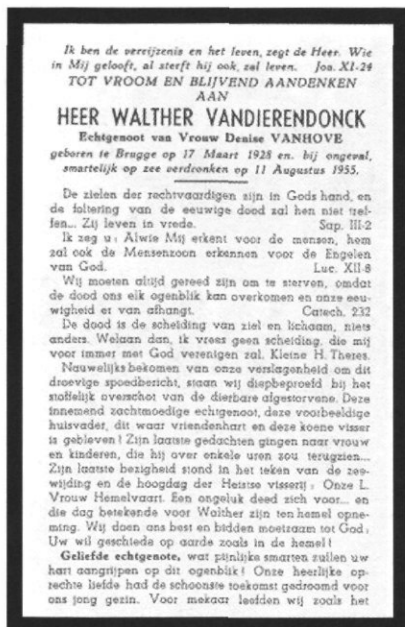 Ik ben de verrijzenis en het leven, zegt de Heer. Wie
in Mij gelooft, al sterft hij ook, zal leven. Joa. XI-24
TOT VROOM EN BLIJVEND AANDENKEN
AAN
HEER WALTHER VANDIERENDONCK
Echtgenoot van Vrouw Denise VANHOVE
geboren te Brugge op 17 Maart 1928 en. bij ongeval,
smartelijk op zee verdronken op 11 Augustus 1955.
De zielen der rechtvaardigen zijn in Gods hand, en
de foltering van de eeuwige dood zal hen niet tref-
fen... Zij leven in vrede. Sap. III-2
Ik zeg u: Alwie Mij erkent voor de mensen, hem
zal ook de Mensenzoon erkennen voor de Engelen
van God. Luc. XII-8
Wij moeten altijd gereed zijn om te sterven, omdat
de dood ons elk ogenblik kan overkomen en onze eeu-
wigheid er van afhangt. Catech. 232
De dood is de scheiding van ziel en lichaam, niets
anders. Welaan dan, ik vrees geen scheiding, die mij
voor immer met God verenigen zal. Kleine H. Theres.
Nauwelijks bekomen van onze verslagenheid om dit
droevige spoedbericht, staan wij diepbeproefd bij het
stoffelijk overschot van de dierbare afgestorvene. Deze
innemend zachtmoedige echtgenoot, deze voorbeeldige
huisvader, dit waar vriendenhart en deze koene visser
is gebleven! Zijn laatste gedachten gingen naar vrouw
en kinderen, die hij over enkele uren zou terugzien...
Zijn laatste bezigheid stond in het teken van de zee-
wijding en de hoogdag der Heistse visserij: Onze L.
Vrouw Hemelvaart. Een ongeluk deed zich voor... en
die dag betekende voor Walther zijn ten hemel opne-
ming. Wij doen ons best en bidden moetzaam tot God:
Uw wil geschiede op aarde zoals in de hemel!
Geliefde echtgenote, wat pijnlijke smarten zullen uw
hart aangrijpen op dit ogenblik! Onze heerlijke op-
rechte liefde had de schoonste toekomst gedroomd voor
ons jong gezin. Voor mekaar leefden wij zoals het